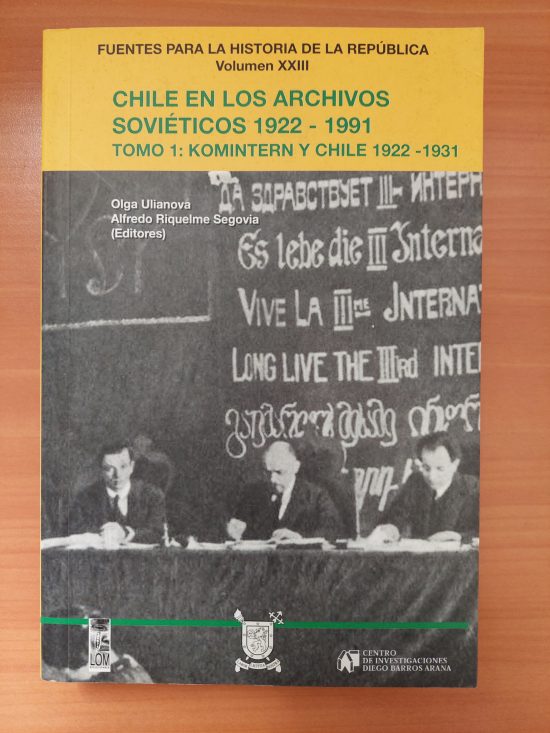 FUENTES PARA LA HISTORIA DE LA REPÚBLICA
Volumen XXIII
CHILE EN LOS ARCHIVOS
SOVIÉTICOS 1922 - 1991
TOMO 1: KOMINTERN Y CHILE 1922 -1931
Olga Ulianova
Alfredo Riquelme Segovia
(Editores)
ДА ЗДРАВСТВУЕТ III-Й ИНТЕРН
Es lebe die III Interna
VIVE LA IIIME INTERNA
LONG LIVE THE IIIRD INTE
LOM
CENTRO
DE INVESTIGACIONES
DIEGO BARROS ARANA